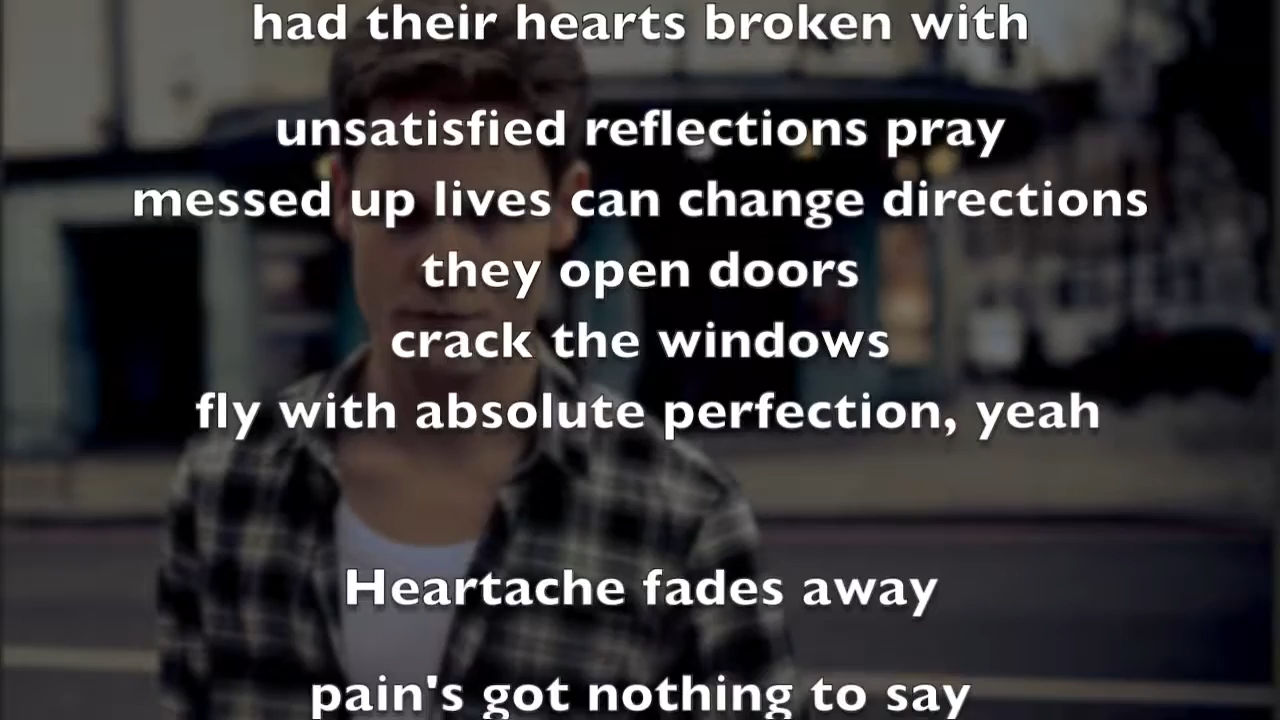 had their hearts broken with
unsatisfied reflections pray
messed up lives can change directions
they open doors
crack the windows
fly with absolute perfection, yeah
Heartache fades away
pain's got nothing to say